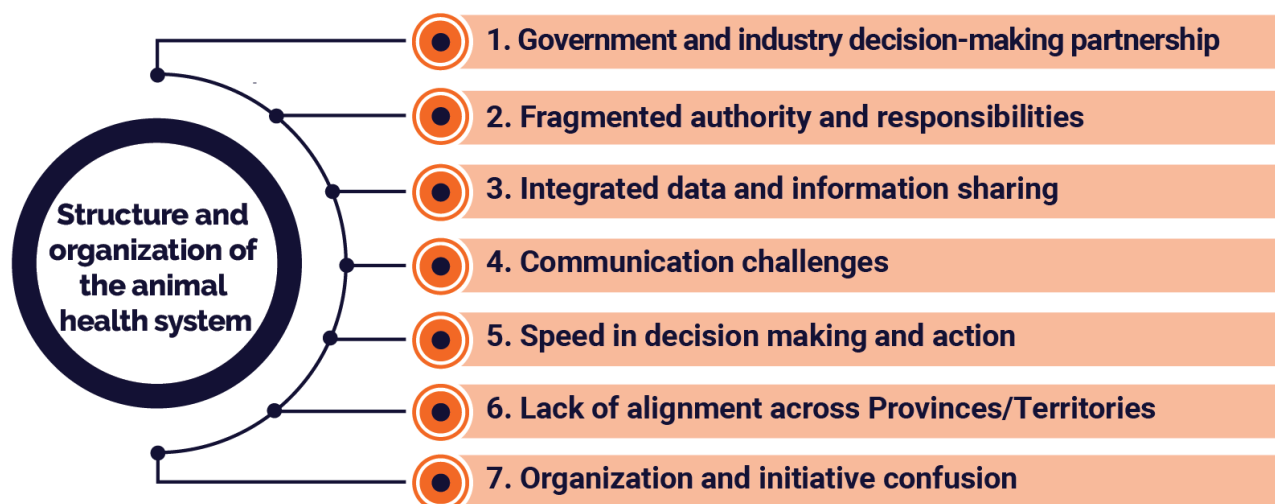 Structure and
organization of
the animal
health system
1. Government and industry decision-making partnership
2. Fragmented authority and responsibilities
3. Integrated data and information sharing
4. Communication challenges
5. Speed in decision making and action
6. Lack of alignment across Provinces/Territories
7. Organization and initiative confusion